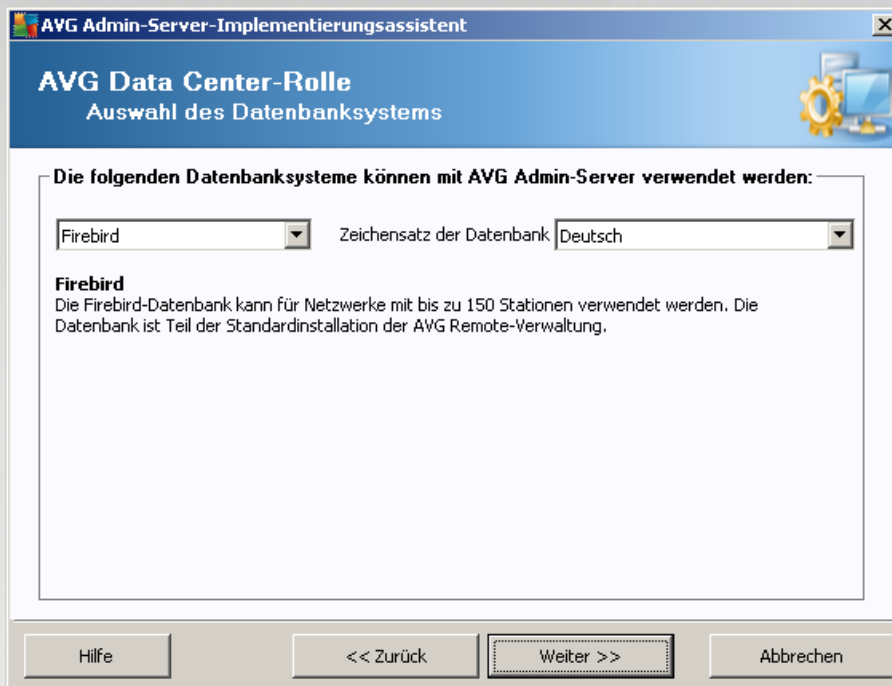 AVG Admin-Server-Implementierungsassistent
AVG Data Center-Rolle
Auswahl des Datenbanksystems
Die folgenden Datenbanksysteme können mit AVG Admin-Server verwendet werden:
Firebird
Zeichensatz der Datenbank
Deutsch
Firebird
Die Firebird-Datenbank kann für Netzwerke mit bis zu 150 Stationen verwendet werden. Die
Datenbank ist Teil der Standardinstallation der AVG Remote-Verwaltung.
Hilfe
<< Zurück
Weiter >>
Abbrechen